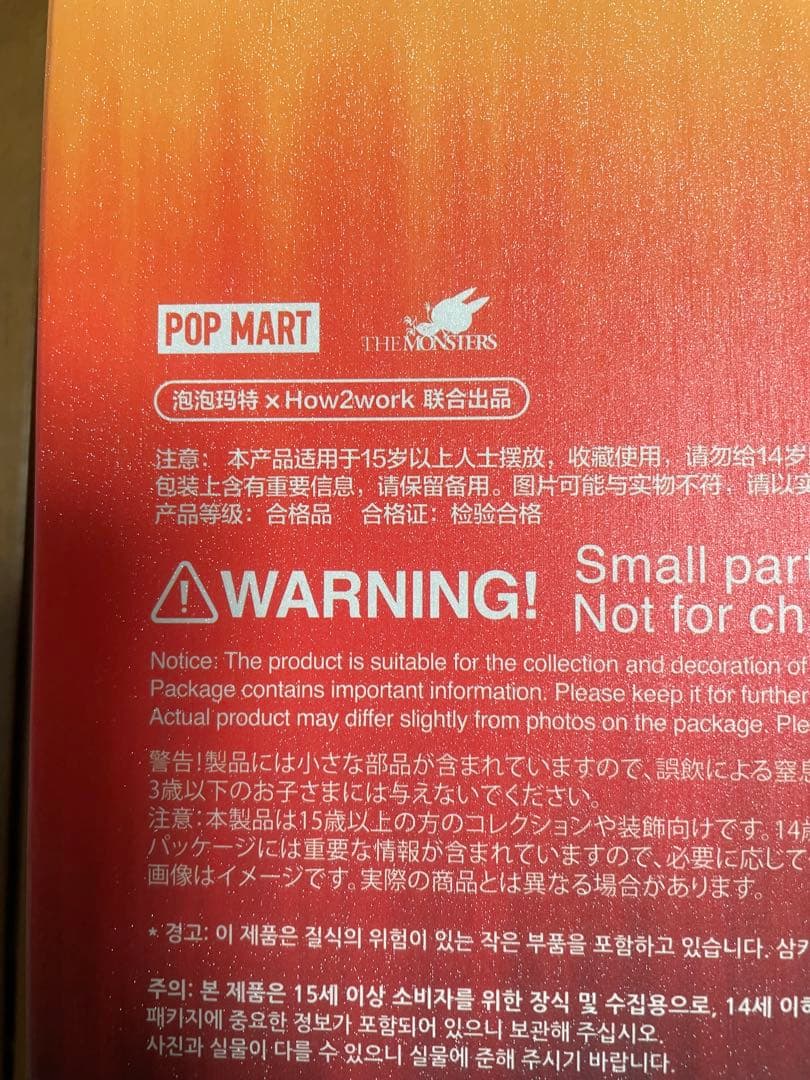 POP MART
THE MONSTERS
泡泡玛特 × How2work 联合出品
注意： 本产品适用于15岁以上人士摆放，收藏使用，请勿给14岁
包装上含有重要信息，请保留备用。图片可能与实物不符，请以实
产品等级：合格品 合格证：检验合格
WARNING!
Small par
Not for ch
Notice: The product is suitable for the collection and decoration of
Package contains important information. Please keep it for further
Actual product may differ slightly from photos on the package. Ple
警告！製品には小さな部品が含まれていますので、誤飲による窒息
3歳以下のお子さまには与えないでください。
注意：本製品は15歳以上の方のコレクションや装飾向けです。14
パッケージには重要な情報が含まれていますので、必要に応じて
画像はイメージです。実際の商品とは異なる場合があります。
* 경고: 이 제품은 질식의 위험이 있는 작은 부품을 포함하고 있습니다. 삼키
주의: 본 제품은 15세 이상 소비자를 위한 장식 및 수집용으로, 14세 이하
패키지에 중요한 정보가 포함되어 있으니 보관해 주십시오.
사진과 실물이 다를 수 있으니 실물에 준해 주시기 바랍니다.